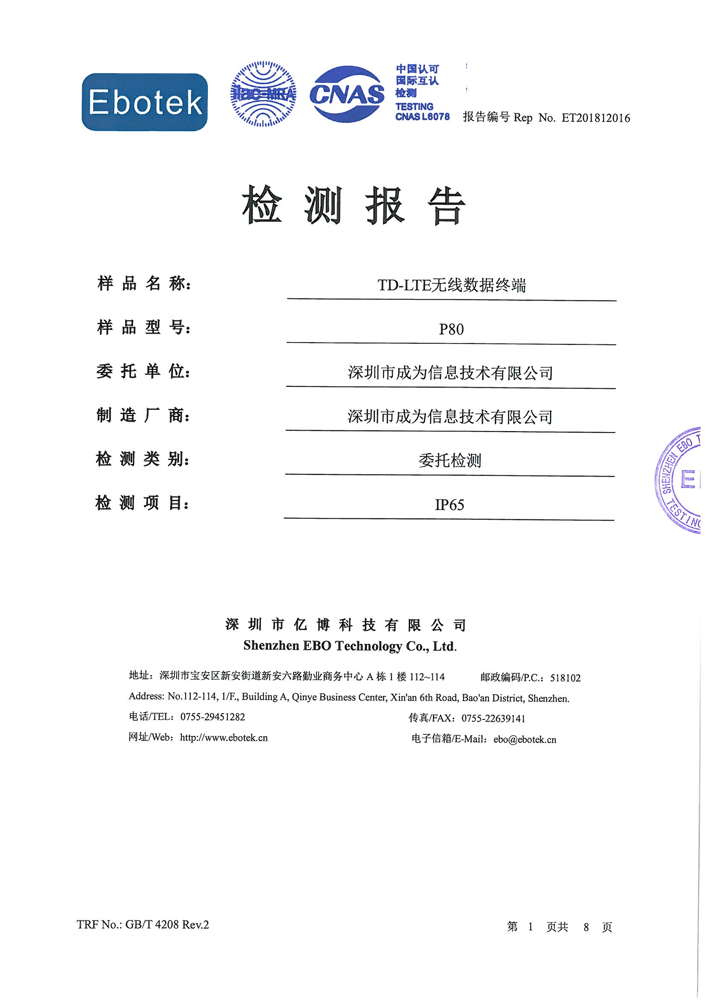 Ebotek
ilac-MRA
CNAS
中国认可
国际互认
检测
TESTING
CNAS L6078
报告编号 Rep No. ET201812016
检测报告
样品名称： TD-LTE无线数据终端
样品型号： P80
委托单位： 深圳市成为信息技术有限公司
制造厂商： 深圳市成为信息技术有限公司
检测类别： 委托检测
检测项目： IP65
SHENZHEN EBO
TESTING
深圳市亿博科技有限公司
Shenzhen EBO Technology Co., Ltd.
地址：深圳市宝安区新安街道新安六路勤业商务中心 A 栋 1 楼 112~114 邮政编码/P.C.：518102
Address: No.112-114, 1/F., Building A, Qinye Business Center, Xin'an 6th Road, Bao'an District, Shenzhen.
电话/TEL：0755-29451282 传真/FAX：0755-22639141
网址/Web：http://www.ebotek.cn 电子信箱/E-Mail：ebo@ebotek.cn
TRF No.: GB/T 4208 Rev.2 第 1 页共 8 页